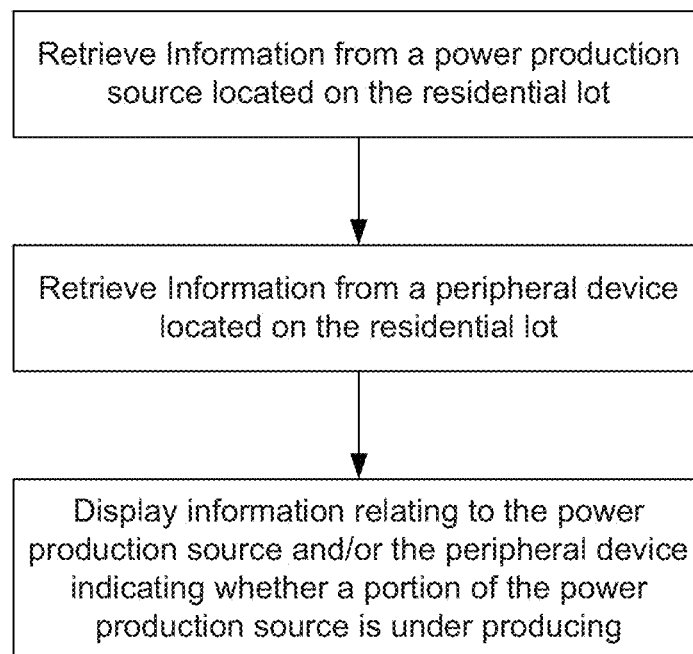 Retrieve Information from a power production
source located on the residential lot
Retrieve Information from a peripheral device
located on the residential lot
Display information relating to the power
production source and/or the peripheral device
indicating whether a portion of the power
production source is under producing